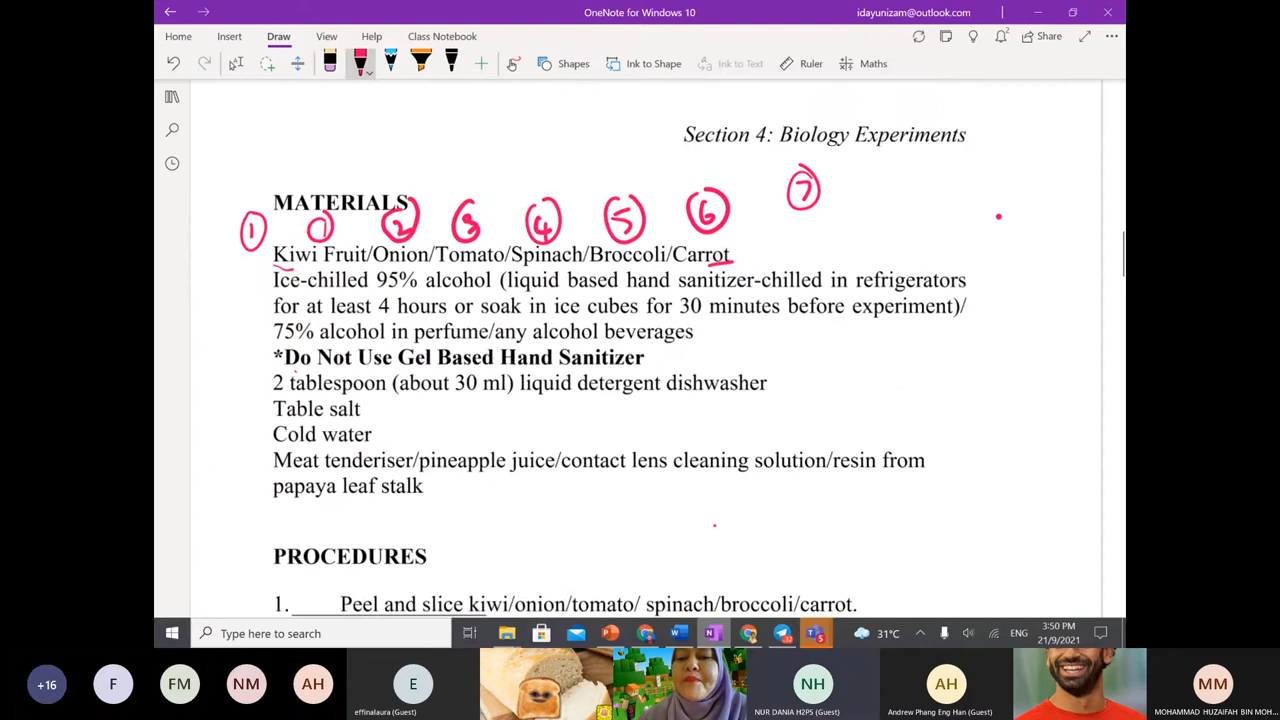 OneNote for Windows 10
idayunizam@outlook.com
Home Insert Draw View Help Class Notebook
Share
Shapes Ink to Shape Ink to Text Ruler Maths
Section 4: Biology Experiments
7
MATERIALS
1 1 2 3 4 5 6
Kiwi Fruit/Onion/Tomato/Spinach/Broccoli/Carrot
Ice-chilled 95% alcohol (liquid based hand sanitizer-chilled in refrigerators
for at least 4 hours or soak in ice cubes for 30 minutes before experiment)/
75% alcohol in perfume/any alcohol beverages
*Do Not Use Gel Based Hand Sanitizer
2 tablespoon (about 30 ml) liquid detergent dishwasher
Table salt
Cold water
Meat tenderiser/pineapple juice/contact lens cleaning solution/resin from
papaya leaf stalk
PROCEDURES
1. Peel and slice kiwi/onion/tomato/ spinach/broccoli/carrot.
Type here to search
31°C
ENG
3:50 PM
21/9/2021
+16 F FM NM AH E NH AH MM
effinalaura (Guest)
NUR DANIA H2PS (Guest)
Andrew Phang Eng Han (Guest)
MOHAMMAD HUZAIFAH BIN MOH...